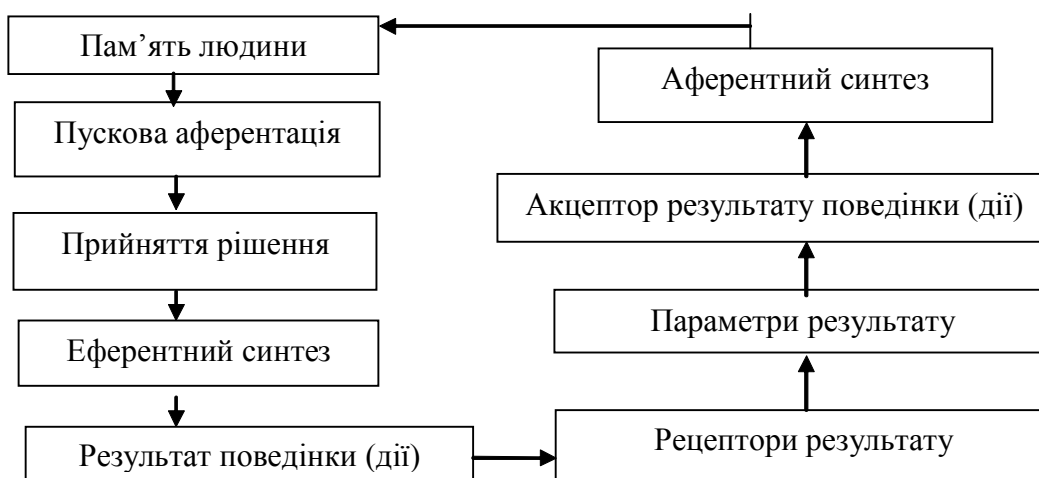 Пам’ять людини
Пускова аферентація
Прийняття рішення
Еферентний синтез
Результат поведінки (дії)
Аферентний синтез
Акцептор результату поведінки (дії)
Параметри результату
Рецептори результату